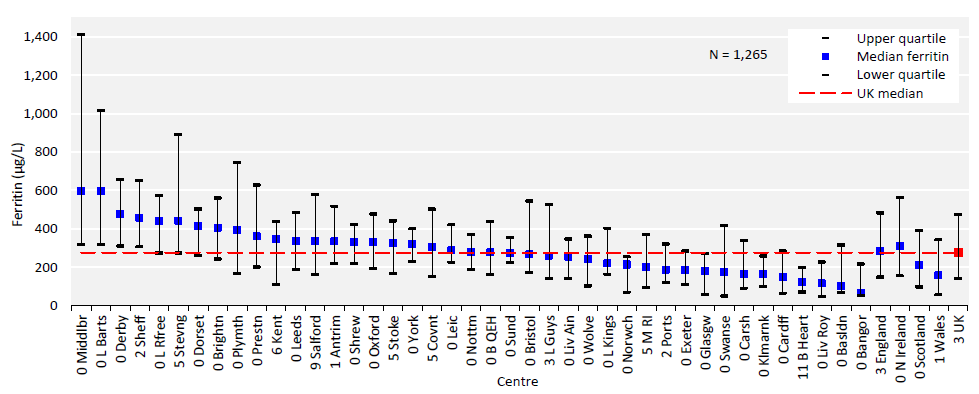 1,400
1,200
1,000
800
600
400
200
0
Ferritin (µg/L)
N = 1,265
Upper quartile
Median ferritin
Lower quartile
UK median
0 Middlbr
0 L Barts
0 Derby
2 Sheff
0 L Rfree
5 Stevng
0 Dorset
0 Brightn
0 Plymth
0 Prestn
6 Kent
0 Leeds
9 Salford
1 Antrim
0 Shrew
0 Oxford
5 Stoke
0 York
5 Covnt
0 Leic
0 Nottm
0 B QEH
0 Sund
0 Bristol
3 L Guys
0 Liv Ain
0 Wolve
0 L Kings
0 Norwch
5 M RI
2 Ports
0 Exeter
0 Glasgw
0 Swanse
0 Carsh
0 Klmarnk
0 Cardff
11 B Heart
0 Liv Roy
0 Basldn
0 Bangor
3 England
0 N Ireland
0 Scotland
1 Wales
3 UK
Centre